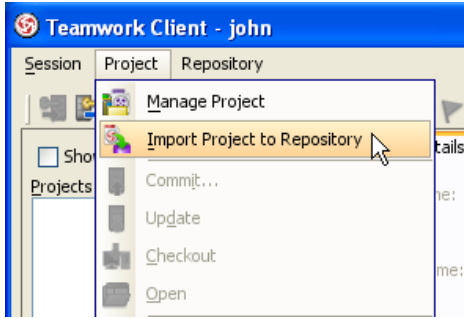 Teamwork Client - john
Session Project Repository
Manage Project
Import Project to Repository
Commit...
Update
Checkout
Open
Projects